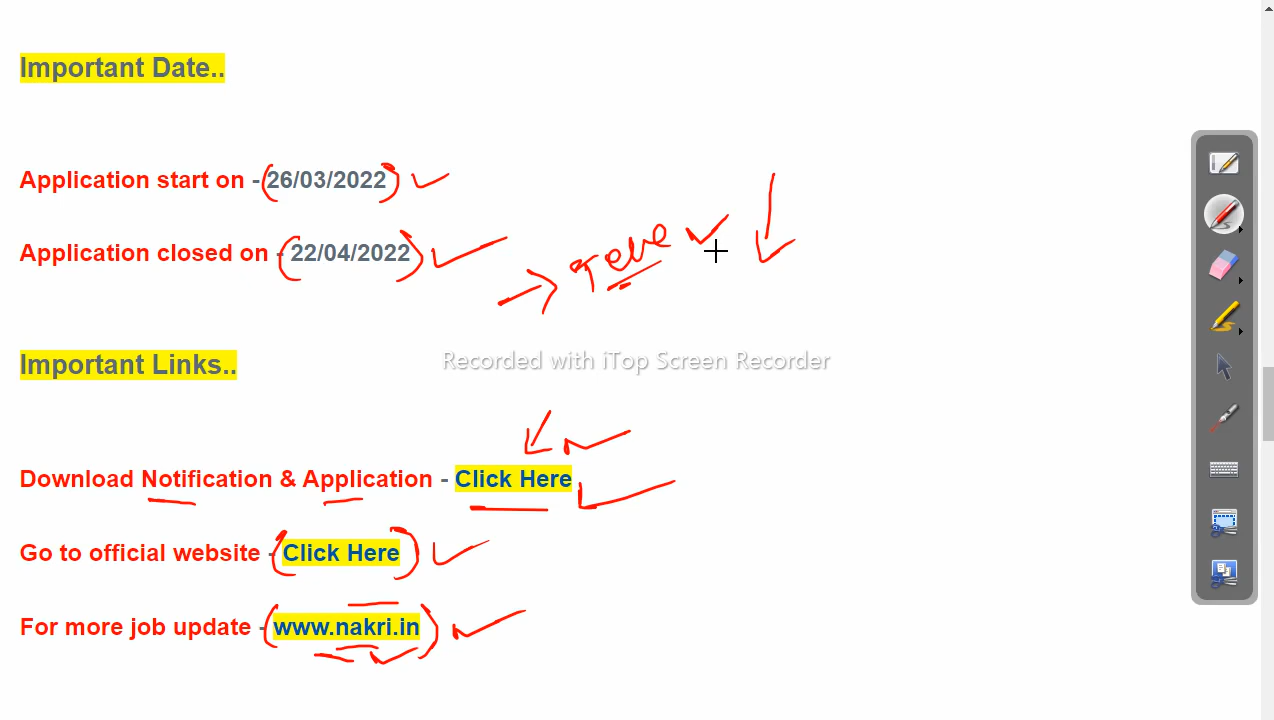 Important Date..
Application start on - 26/03/2022
Application closed on - 22/04/2022
Important Links..
Recorded with iTop Screen Recorder
Download Notification & Application - Click Here
Go to official website - Click Here
For more job update - www.nakri.in